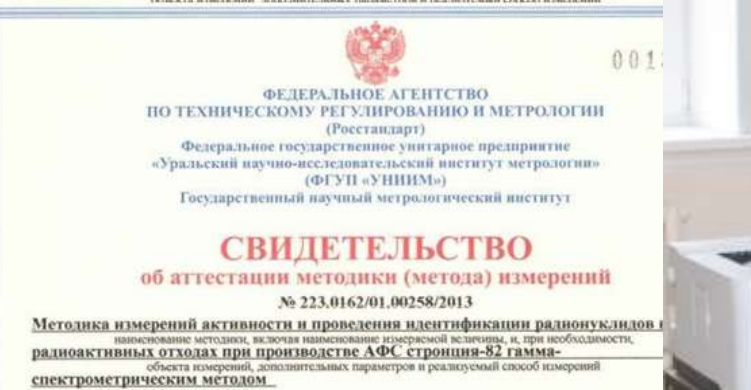 001
ФЕДЕРАЛЬНОЕ АГЕНТСТВО
ПО ТЕХНИЧЕСКОМУ РЕГУЛИРОВАНИЮ И МЕТРОЛОГИИ
(Росстандарт)
Федеральное государственное унитарное предприятие
«Уральский научно-исследовательский институт метрологии»
(ФГУП «УНИИМ»)
Государственный научный метрологический институт
СВИДЕТЕЛЬСТВО
об аттестации методики (метода) измерений
№ 223.0162/01.00258/2013
Методика измерений активности и проведения идентификации радионуклидов в
наименование методики, включая наименование измеряемой величины, и, при необходимости,
радиоактивных отходах при производстве АФС стронция-82 гамма-
объекта измерений, дополнительных параметров и реализуемый способ измерений
спектрометрическим методом